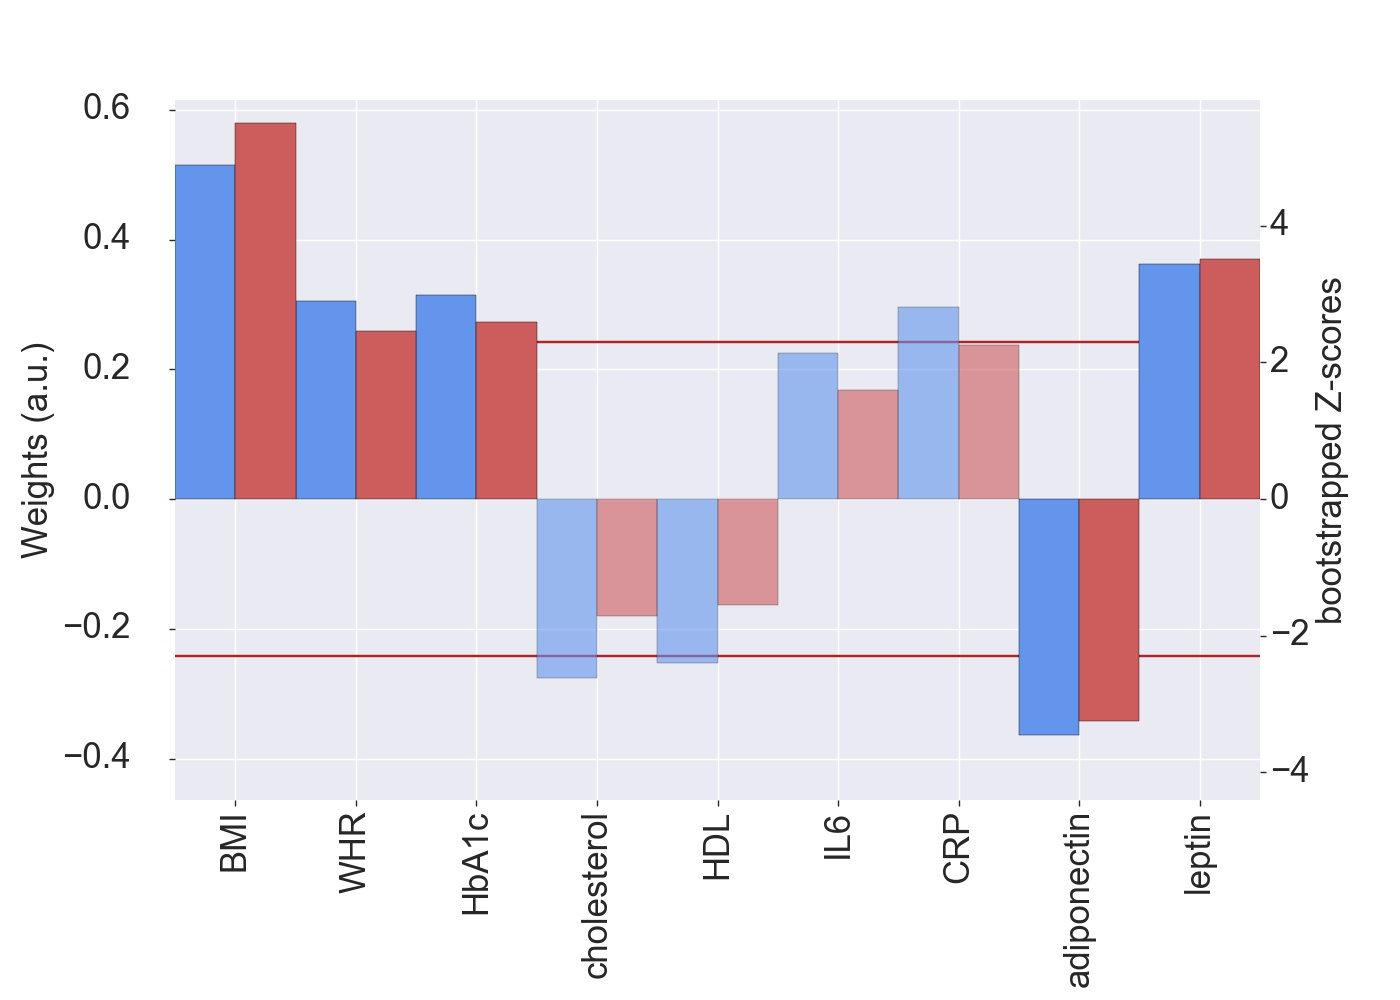 Weights (a.u.)
0.6
0.4
0.2
0.0
−0.2
−0.4
4
2
0
−2
−4
bootstrapped Z-scores
BMI
WHR
HbA1c
cholesterol
HDL
IL6
CRP
adiponectin
leptin